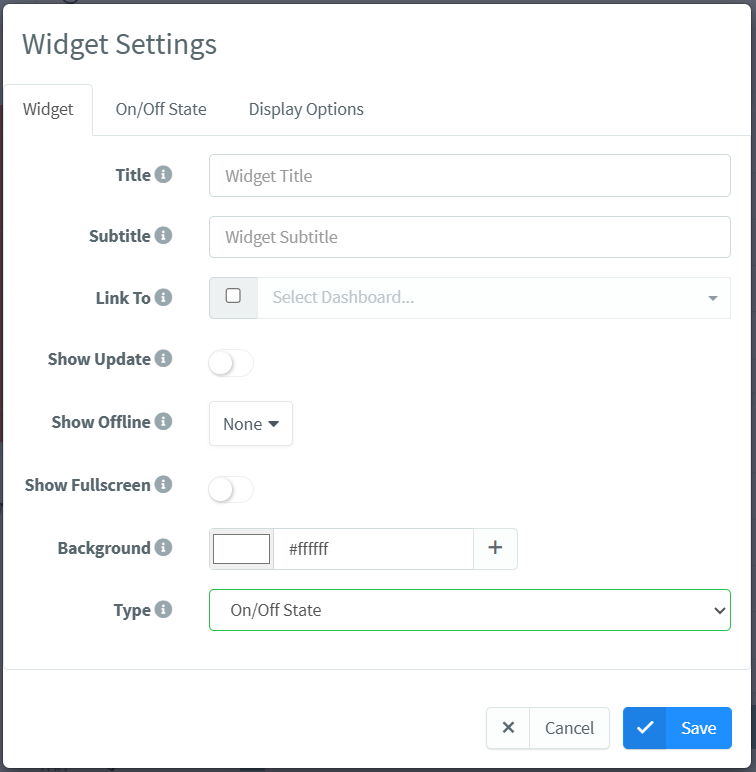 Widget Settings
Widget On/Off State Display Options
Title Widget Title
Subtitle Widget Subtitle
Link To Select Dashboard...
Show Update
Show Offline None
Show Fullscreen
Background #ffffff +
Type On/Off State
Cancel Save